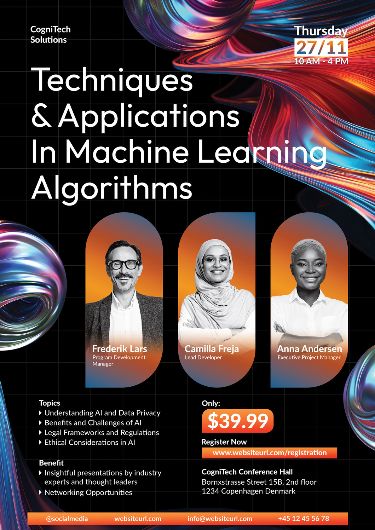 CogniTech
Solutions
Thursday
27/11
10 AM - 4 PM
Techniques
& Applications
In Machine Learning
Algorithms
Frederik Lars
Program Development
Manager
Camilla Freja
Lead Developer
Anna Andersen
Executive Project Manager
Topics
Understanding AI and Data Privacy
Benefits and Challenges of AI
Legal Frameworks and Regulations
Ethical Considerations in AI
Benefit
Insightful presentations by industry
experts and thought leaders
Networking Opportunities
Only:
$39.99
Register Now
www.websiteurl.com/registration
CogniTech Conference Hall
Bornxstrasse Street 15B, 2nd floor
1234 Copenhagen Denmark
@socialmedia websiteurl.com info@websiteurl.com +45 12 45 56 78